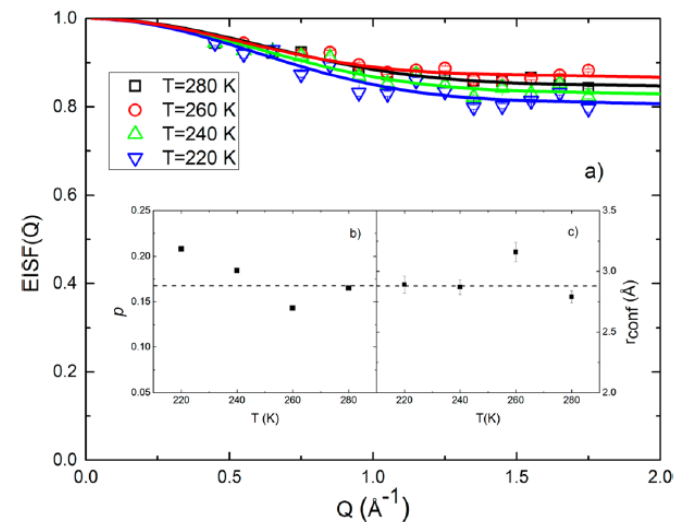 1.0
0.8
0.6
0.4
0.2
0.0
EISF(Q)
T=280 K
T=260 K
T=240 K
T=220 K
a)
0.25
0.20
0.15
0.10
0.05
p
b)
220 240 260 280
T (K)
c)
3.5
3.0
2.5
2.0
rconf (Å)
220 240 260 280
T(K)
0.0 0.5 1.0 1.5 2.0
Q (Å-1)